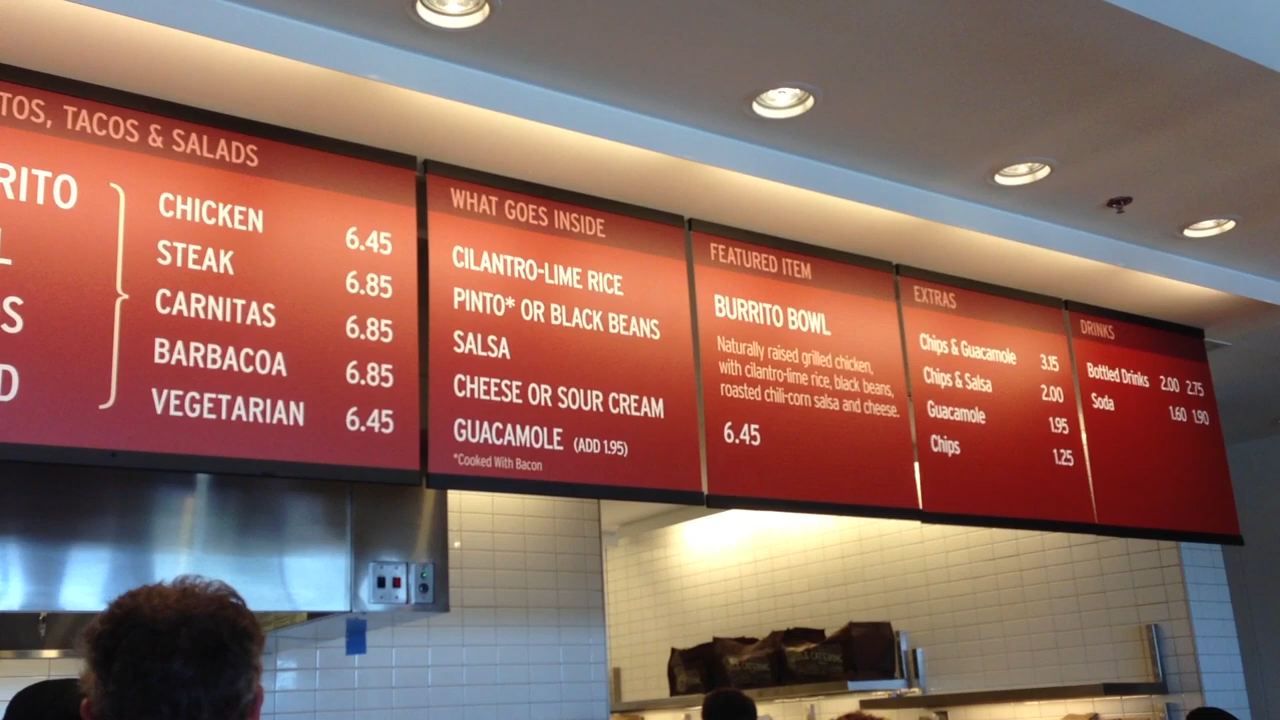 TOS, TACOS & SALADS
RITO
L
S
D
CHICKEN 6.45
STEAK 6.85
CARNITAS 6.85
BARBACOA 6.85
VEGETARIAN 6.45
WHAT GOES INSIDE
CILANTRO-LIME RICE
PINTO* OR BLACK BEANS
SALSA
CHEESE OR SOUR CREAM
GUACAMOLE (ADD 1.95)
*Cooked With Bacon
FEATURED ITEM
BURRITO BOWL
Naturally raised grilled chicken,
with cilantro-lime rice, black beans,
roasted chili-corn salsa and cheese.
6.45
EXTRAS
Chips & Guacamole 3.15
Chips & Salsa 2.00
Guacamole 1.95
Chips 1.25
DRINKS
Bottled Drinks 2.00 2.75
Soda 1.60 1.90
CATERING